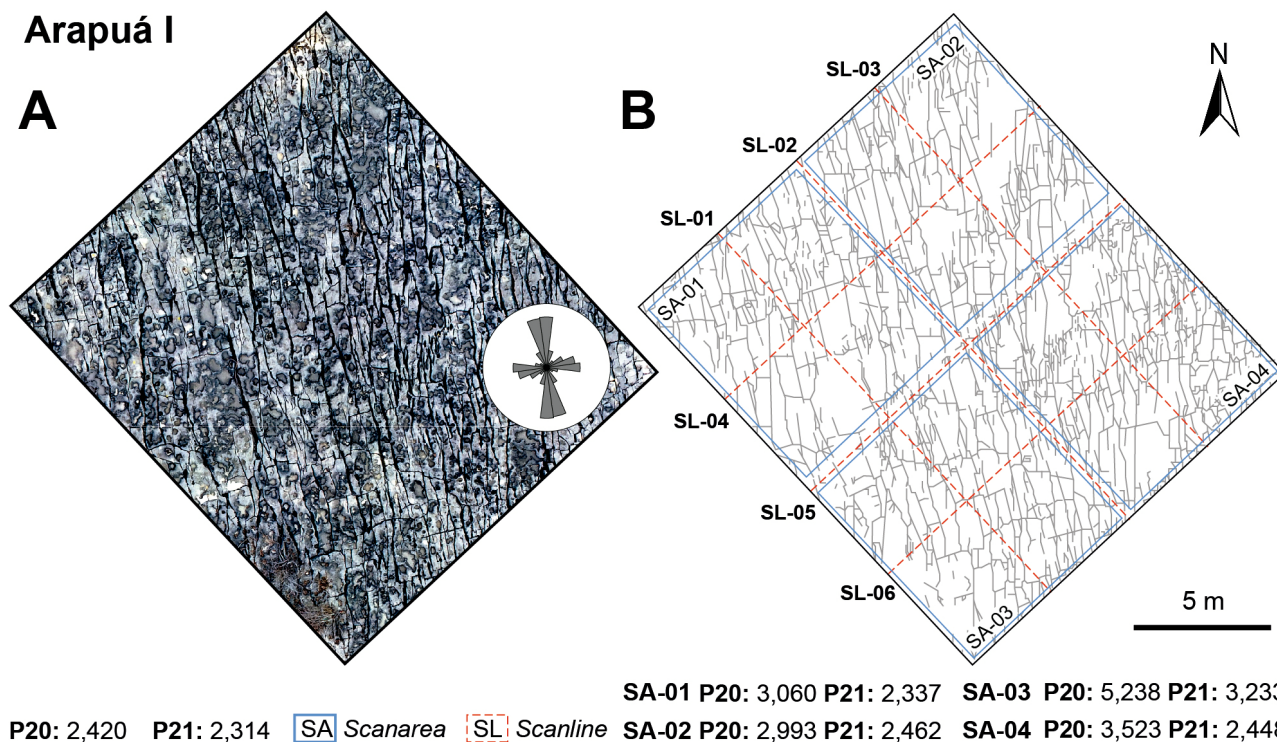 Arapuá I
A
B
N
SL-03
SA-02
SL-02
SL-01
SA-01
SL-04
SA-04
SL-05
SL-06
SA-03
5 m
SA-01 P20: 3,060 P21: 2,337 SA-03 P20: 5,238 P21: 3,233
P20: 2,420 P21: 2,314 SA Scanarea SL Scanline SA-02 P20: 2,993 P21: 2,462 SA-04 P20: 3,523 P21: 2,448